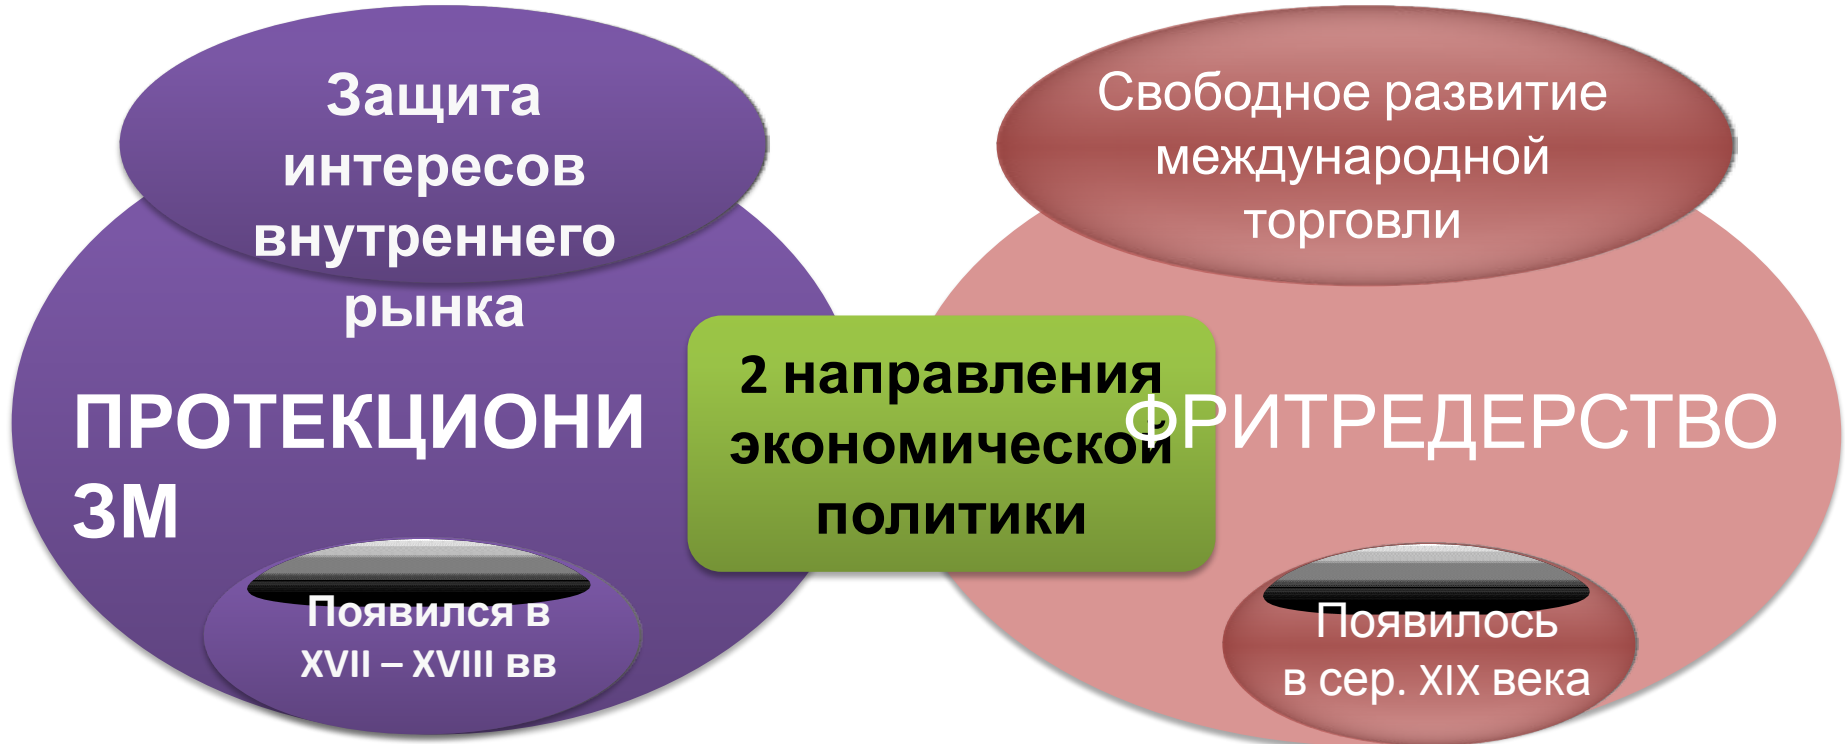 Защита
интересов
внутреннего
рынка
ПРОТЕКЦИОНИ
ЗМ
Появился в
XVII – XVIII вв
2 направления
экономической
политики
Свободное развитие
международной
торговли
ФРИТРЕДЕРСТВО
Появилось
в сер. XIX века